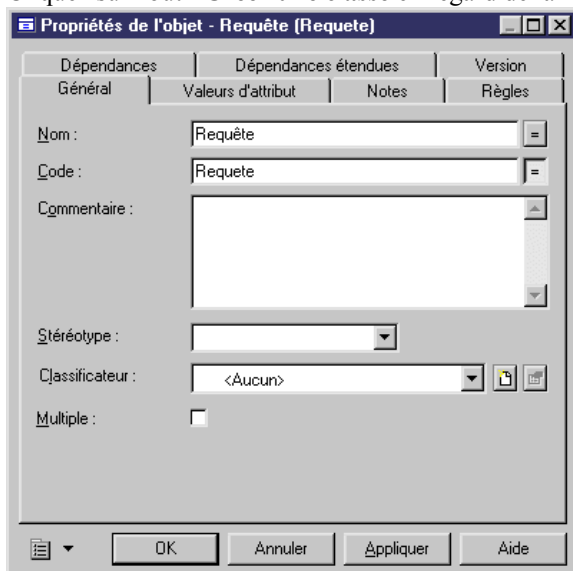 Propriétés de l'objet - Requête (Requete)
Dépendances Dépendances étendues Version
Général Valeurs d'attribut Notes Règles
Nom : Requête =
Code : Requete =
Commentaire :
Stéréotype :
Classificateur : <Aucun>
Multiple :
OK Annuler Appliquer Aide